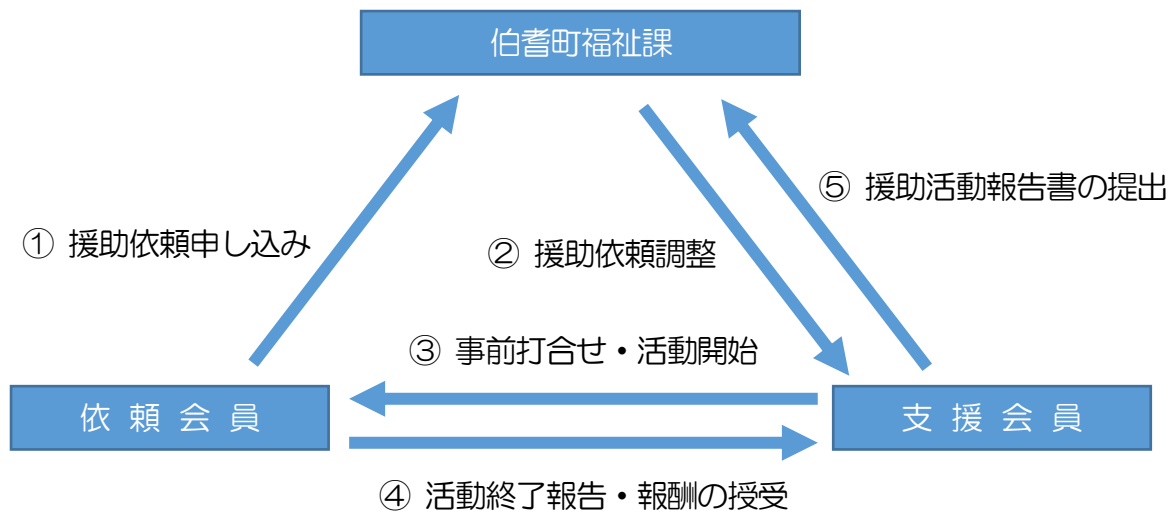 伯耆町福祉課
⑤ 援助活動報告書の提出
① 援助依頼申し込み
② 援助依頼調整
③ 事前打合せ・活動開始
依 頼 会 員
支 援 会 員
④ 活動終了報告・報酬の授受